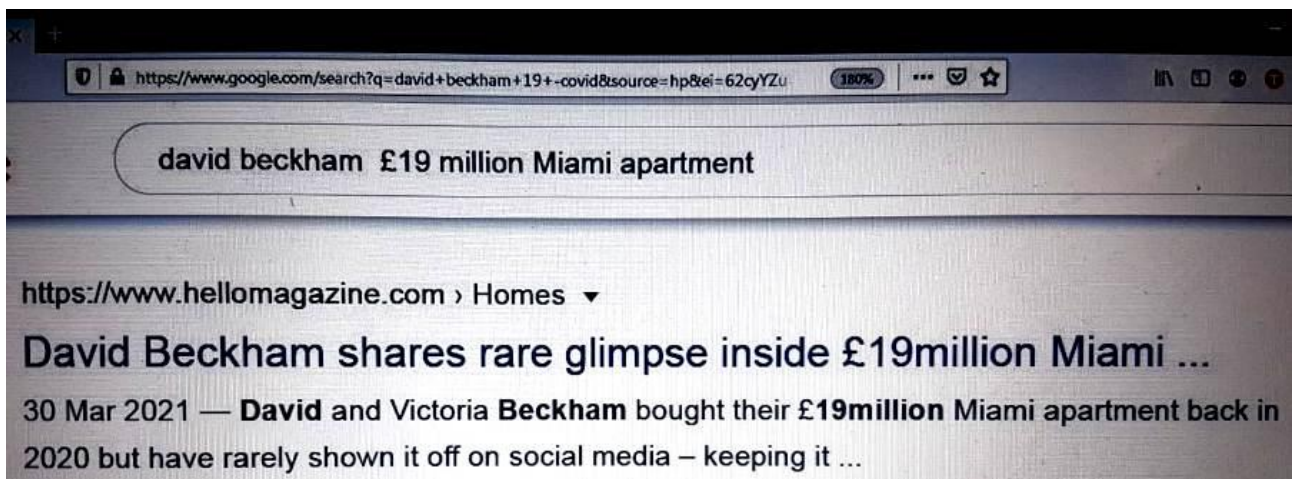 https://www.google.com/search?q=david+beckham+19+-covid&source=hp&ei=62cyYZu 180%
david beckham £19 million Miami apartment
https://www.hellomagazine.com › Homes
David Beckham shares rare glimpse inside £19million Miami ...
30 Mar 2021 — David and Victoria Beckham bought their £19million Miami apartment back in
2020 but have rarely shown it off on social media – keeping it ...